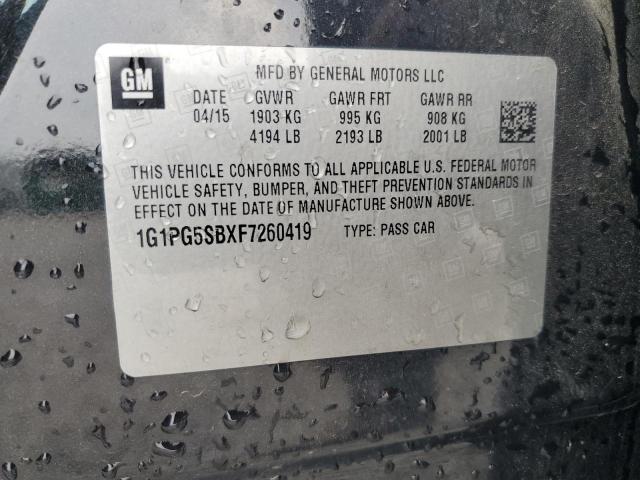 GM
MFD BY GENERAL MOTORS LLC
DATE GVWR GAWR FRT GAWR RR
04/15 1903 KG 995 KG 908 KG
4194 LB 2193 LB 2001 LB
THIS VEHICLE CONFORMS TO ALL APPLICABLE U.S. FEDERAL MOTOR
VEHICLE SAFETY, BUMPER, AND THEFT PREVENTION STANDARDS IN
EFFECT ON THE DATE OF MANUFACTURE SHOWN ABOVE.
1G1PG5SBXF7260419 TYPE: PASS CAR